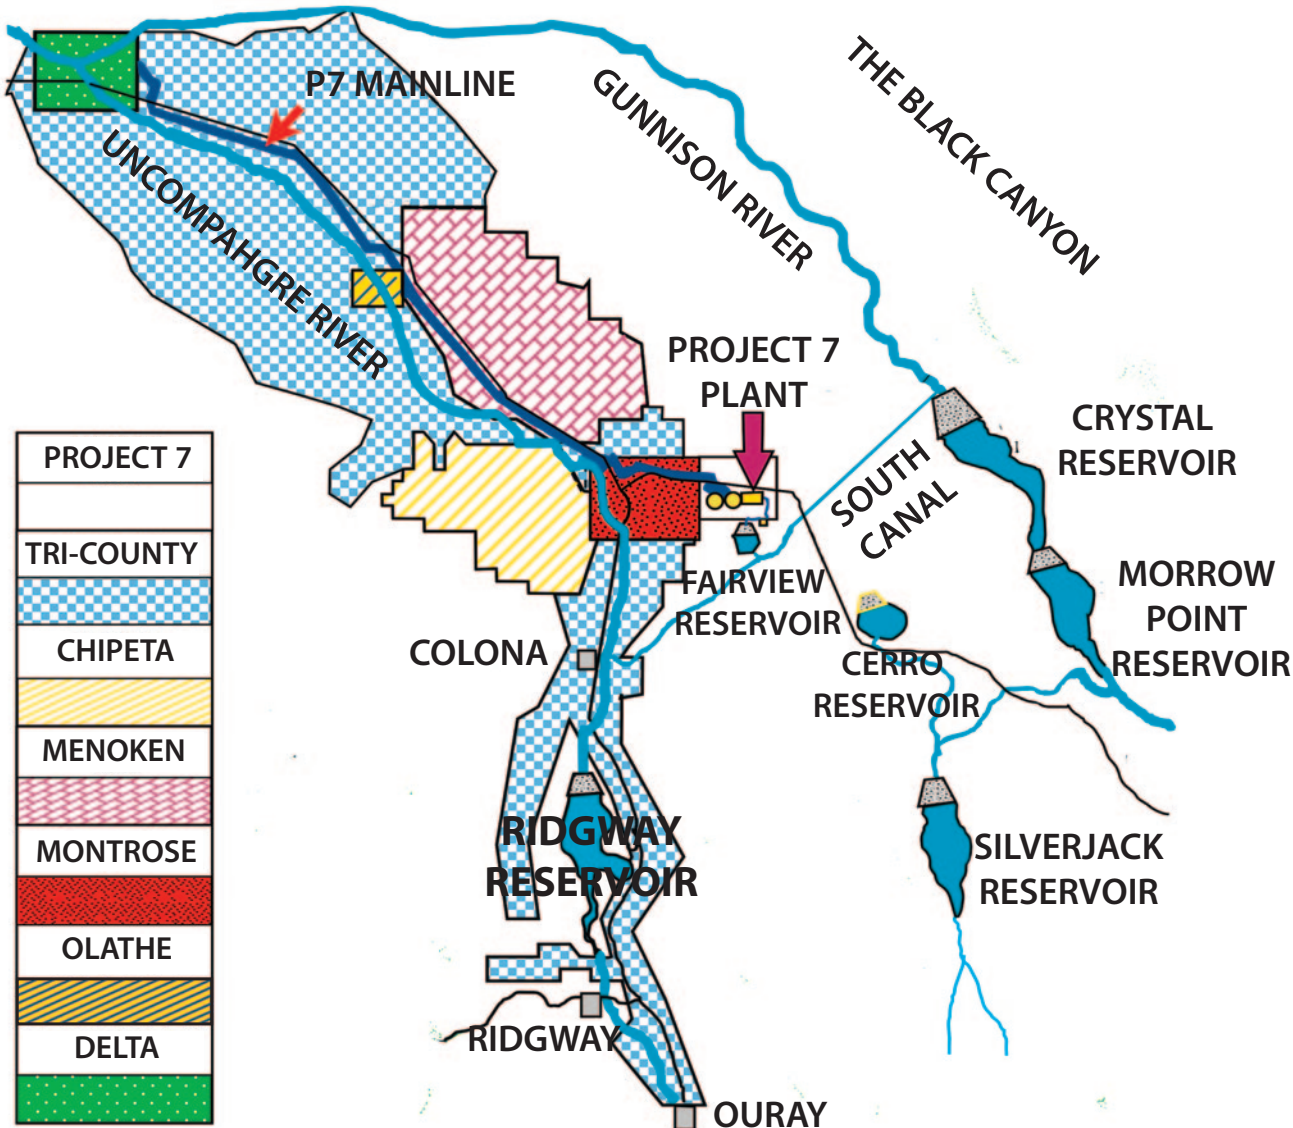 THE BLACK CANYON
P7 MAINLINE
GUNNISON RIVER
UNCOMPAHGRE RIVER
PROJECT 7
PLANT
CRYSTAL
RESERVOIR
SOUTH
CANAL
FAIRVIEW
RESERVOIR
MORROW
POINT
RESERVOIR
COLONA
CERRO
RESERVOIR
RIDGWAY
RESERVOIR
SILVERJACK
RESERVOIR
RIDGWAY
OURAY
PROJECT 7
TRI-COUNTY
CHIPETA
MENOKEN
MONTROSE
OLATHE
DELTA